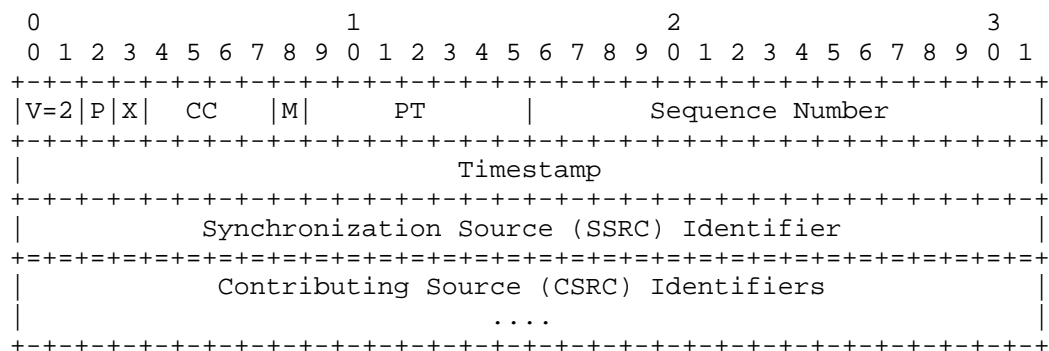 0                   1                   2                   3
 0 1 2 3 4 5 6 7 8 9 0 1 2 3 4 5 6 7 8 9 0 1 2 3 4 5 6 7 8 9 0 1
+-+-+-+-+-+-+-+-+-+-+-+-+-+-+-+-+-+-+-+-+-+-+-+-+-+-+-+-+-+-+-+-+
|V=2|P|X|  CC   |M|     PT      |       Sequence Number         |
+-+-+-+-+-+-+-+-+-+-+-+-+-+-+-+-+-+-+-+-+-+-+-+-+-+-+-+-+-+-+-+-+
|                           Timestamp                           |
+-+-+-+-+-+-+-+-+-+-+-+-+-+-+-+-+-+-+-+-+-+-+-+-+-+-+-+-+-+-+-+-+
|           Synchronization Source (SSRC) Identifier            |
+=+=+=+=+=+=+=+=+=+=+=+=+=+=+=+=+=+=+=+=+=+=+=+=+=+=+=+=+=+=+=+=+
|            Contributing Source (CSRC) Identifiers             |
|                             ....                              |
+-+-+-+-+-+-+-+-+-+-+-+-+-+-+-+-+-+-+-+-+-+-+-+-+-+-+-+-+-+-+-+-+